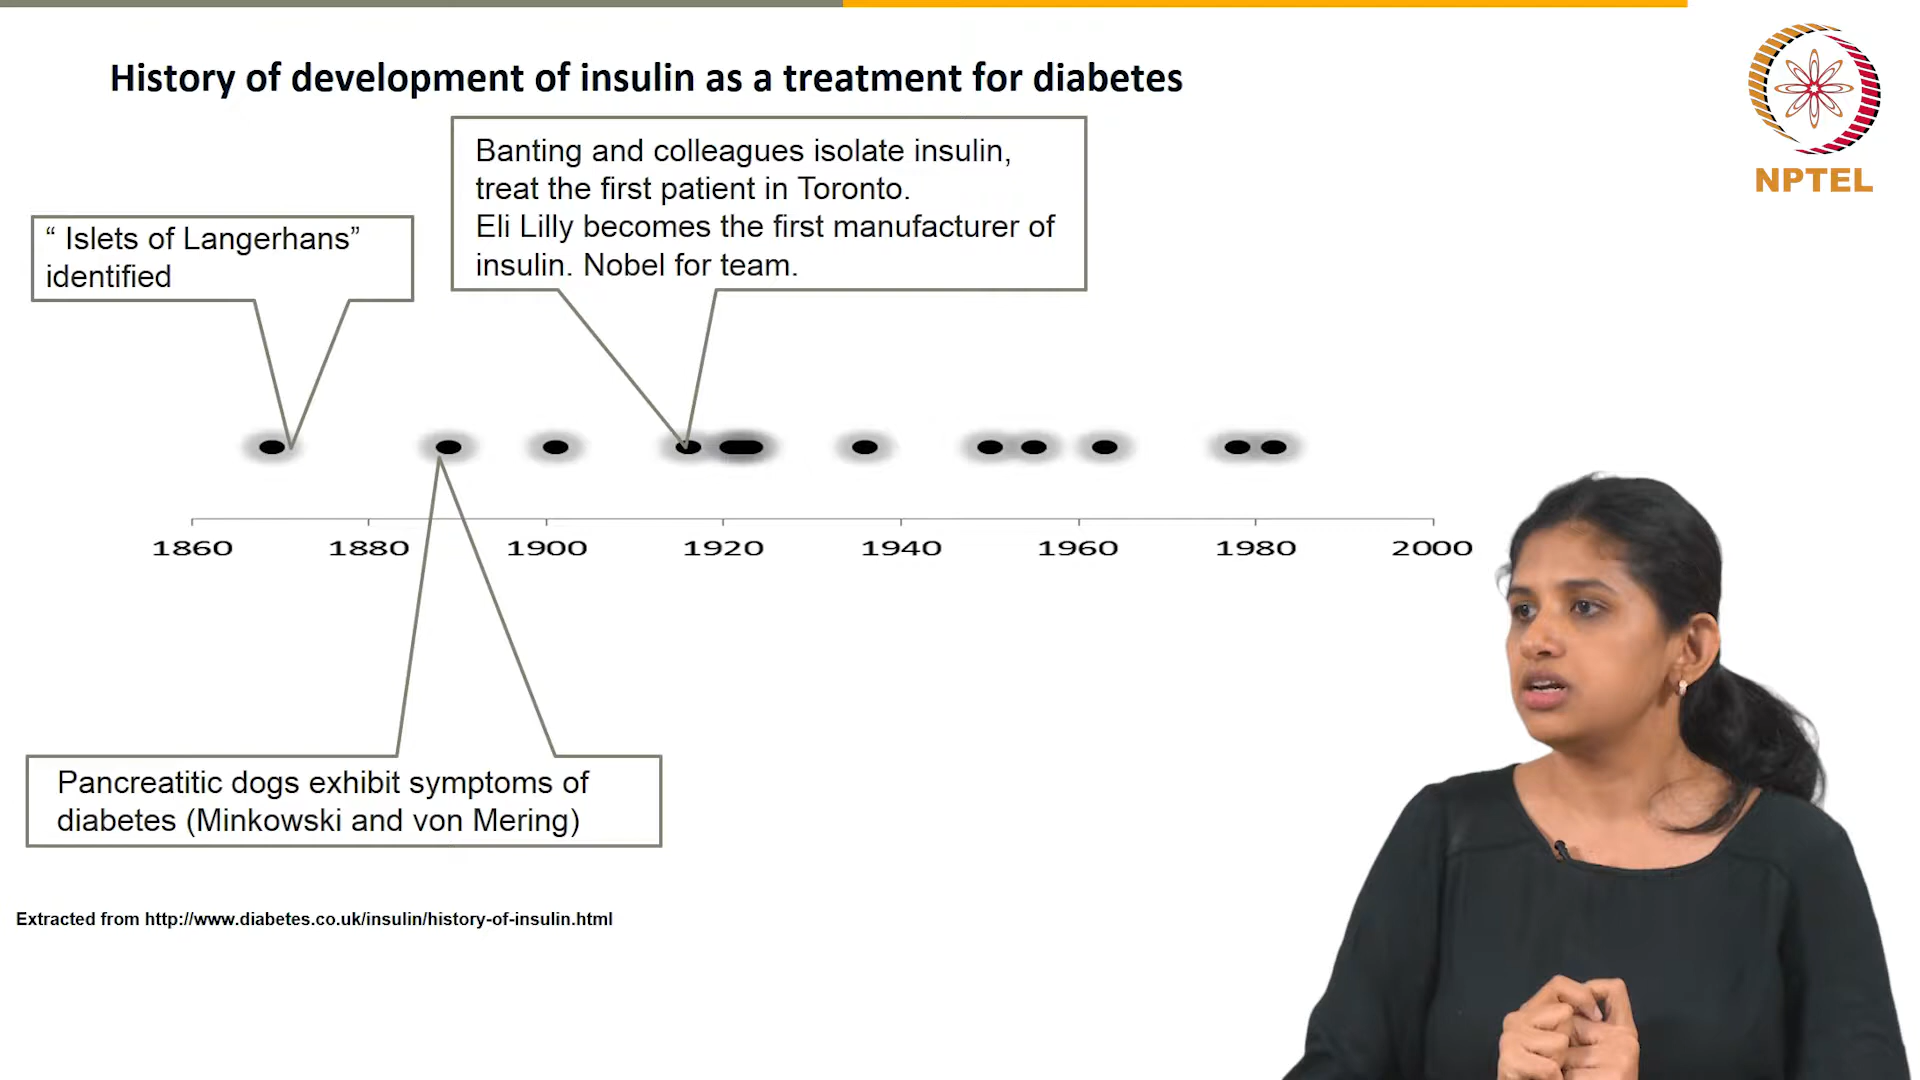 History of development of insulin as a treatment for diabetes
NPTEL
Banting and colleagues isolate insulin,
treat the first patient in Toronto.
Eli Lilly becomes the first manufacturer of
insulin. Nobel for team.
“ Islets of Langerhans”
identified
1860 1880 1900 1920 1940 1960 1980 2000
Pancreatitic dogs exhibit symptoms of
diabetes (Minkowski and von Mering)
Extracted from http://www.diabetes.co.uk/insulin/history-of-insulin.html